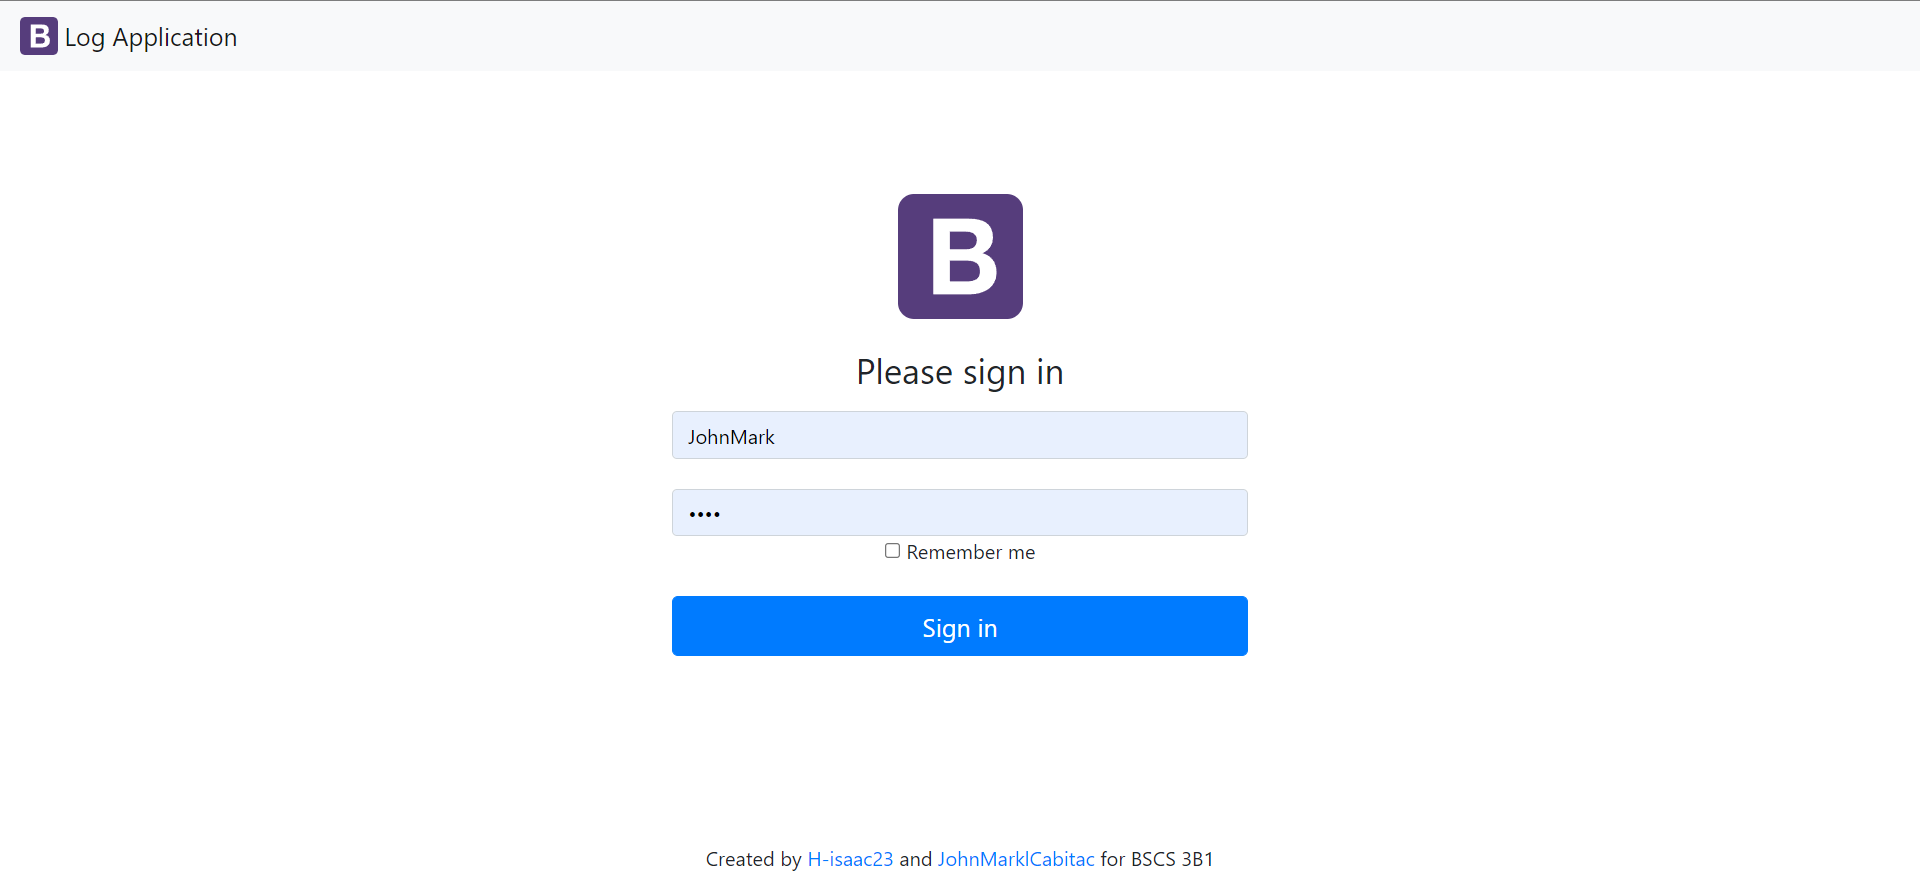 B Log Application
B
Please sign in
JohnMark
••••
Remember me
Sign in
Created by H-isaac23 and JohnMarklCabitac for BSCS 3B1